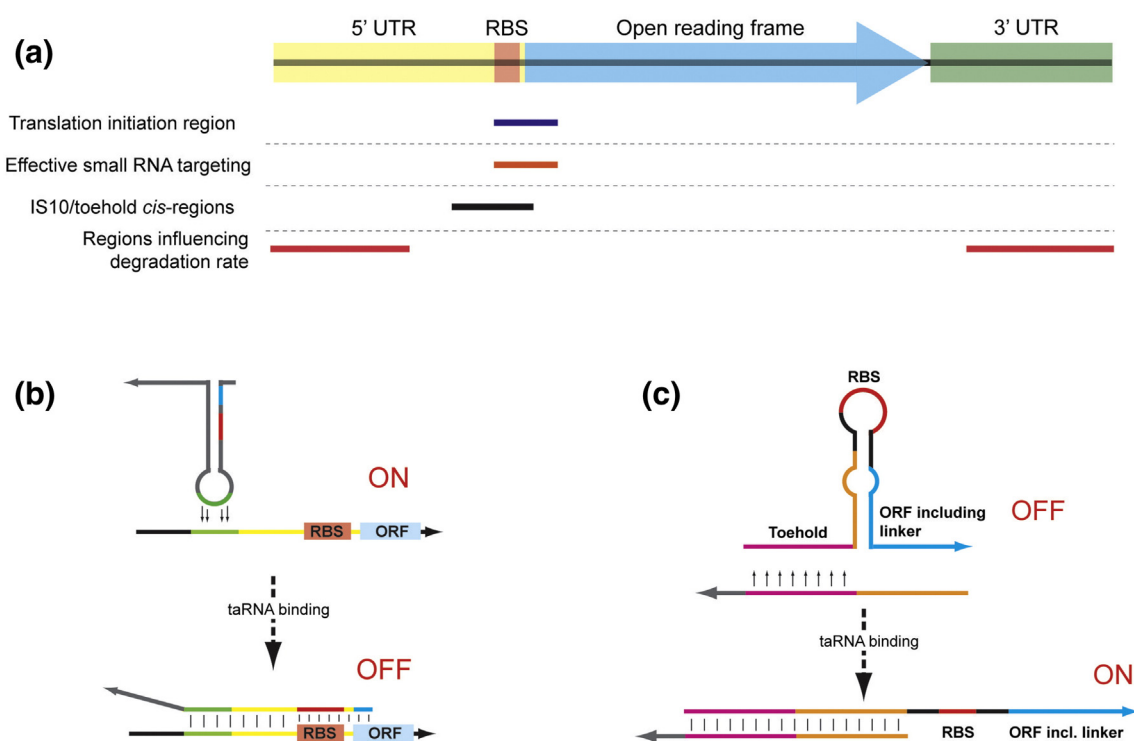 (a)
5' UTR RBS Open reading frame 3' UTR
Translation initiation region
Effective small RNA targeting
IS10/toehold cis-regions
Regions influencing
degradation rate
(b)
ON
RBS ORF
taRNA binding
OFF
RBS ORF
(c)
RBS
OFF
Toehold
ORF including
linker
taRNA binding
ON
RBS ORF incl. linker